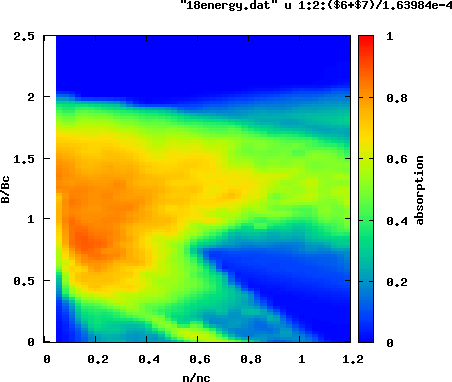 "18energy.dat" u 1:2:($6+$7)/1.63984e-4
2.5
2
1.5
1
0.5
0
B/Bc
0 0.2 0.4 0.6 0.8 1 1.2
n/nc
1
0.8
0.6
0.4
0.2
0
absorption